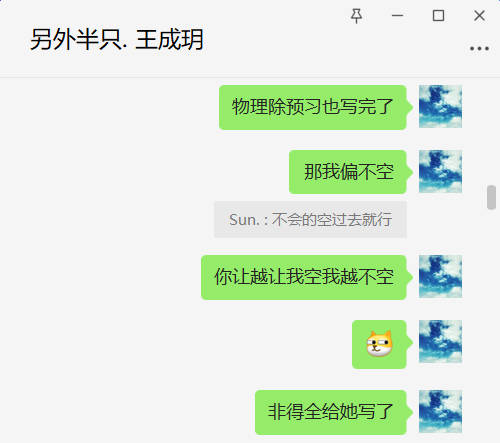 另外半只. 王成玥
物理除预习也写完了
那我偏不空
Sun. : 不会的空过去就行
你让越让我空我越不空
非得全给她写了